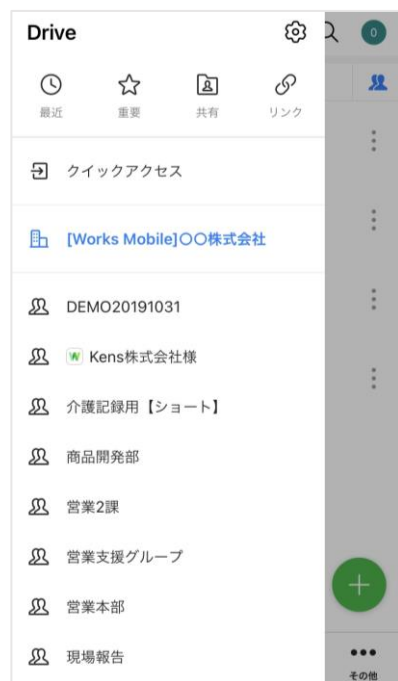 Drive
0
最近 重要 共有 リンク
クイックアクセス
[Works Mobile]〇〇株式会社
DEMO20191031
W Kens株式会社様
介護記録用【ショート】
商品開発部
営業2課
営業支援グループ
営業本部
現場報告
その他